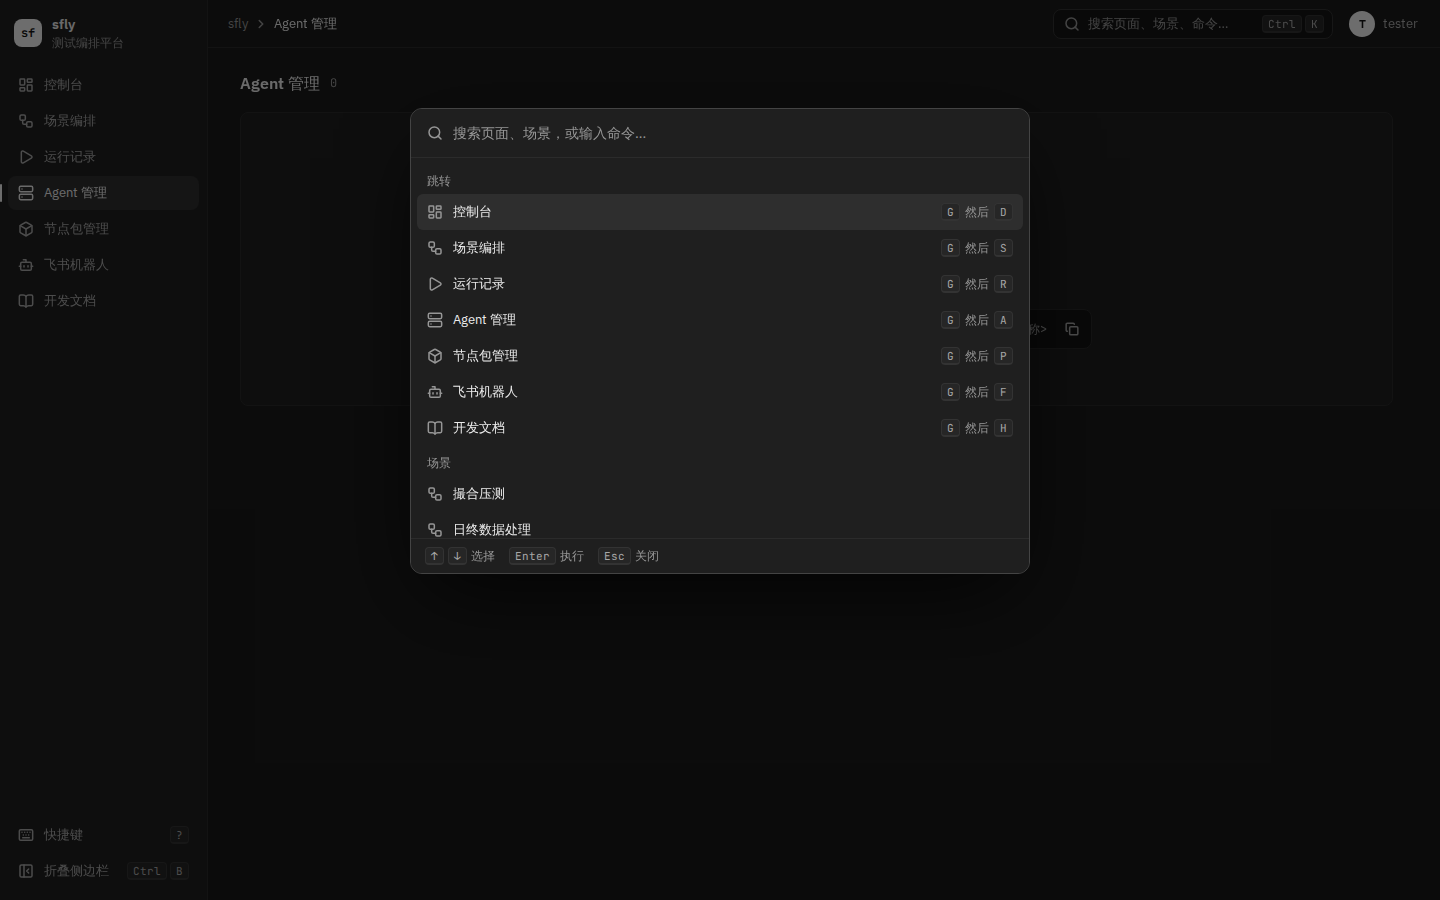 sf
sfly
测试编排平台
控制台
场景编排
运行记录
Agent 管理
节点包管理
飞书机器人
开发文档
快捷键 ?
折叠侧边栏 Ctrl B
sfly > Agent 管理
搜索页面、场景、命令... Ctrl K
T tester
Agent 管理 0
称>
搜索页面、场景，或输入命令...
跳转
控制台 G 然后 D
场景编排 G 然后 S
运行记录 G 然后 R
Agent 管理 G 然后 A
节点包管理 G 然后 P
飞书机器人 G 然后 F
开发文档 G 然后 H
场景
撮合压测
日终数据处理
↑ ↓ 选择 Enter 执行 Esc 关闭